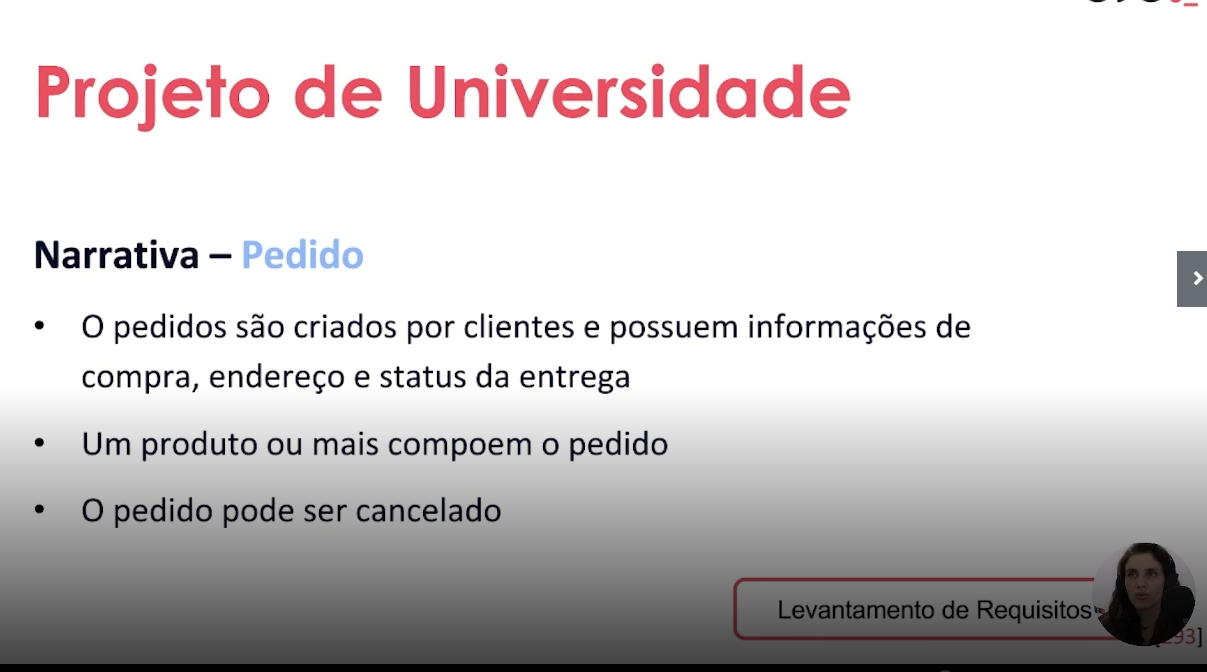 Projeto de Universidade
Narrativa – Pedido
• O pedidos são criados por clientes e possuem informações de
compra, endereço e status da entrega
• Um produto ou mais compoem o pedido
• O pedido pode ser cancelado
Levantamento de Requisitos
93]